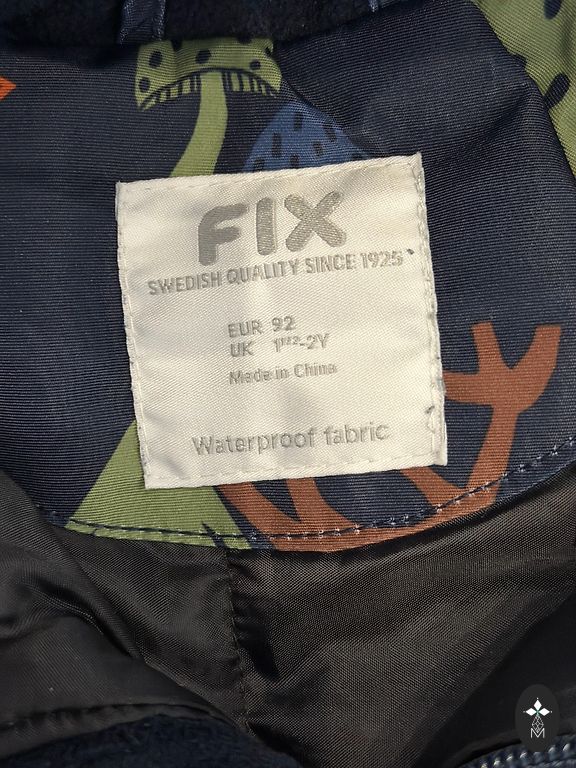 FIX
SWEDISH QUALITY SINCE 1925
EUR 92
UK 1¹/²-2Y
Made in China
Waterproof fabric
M